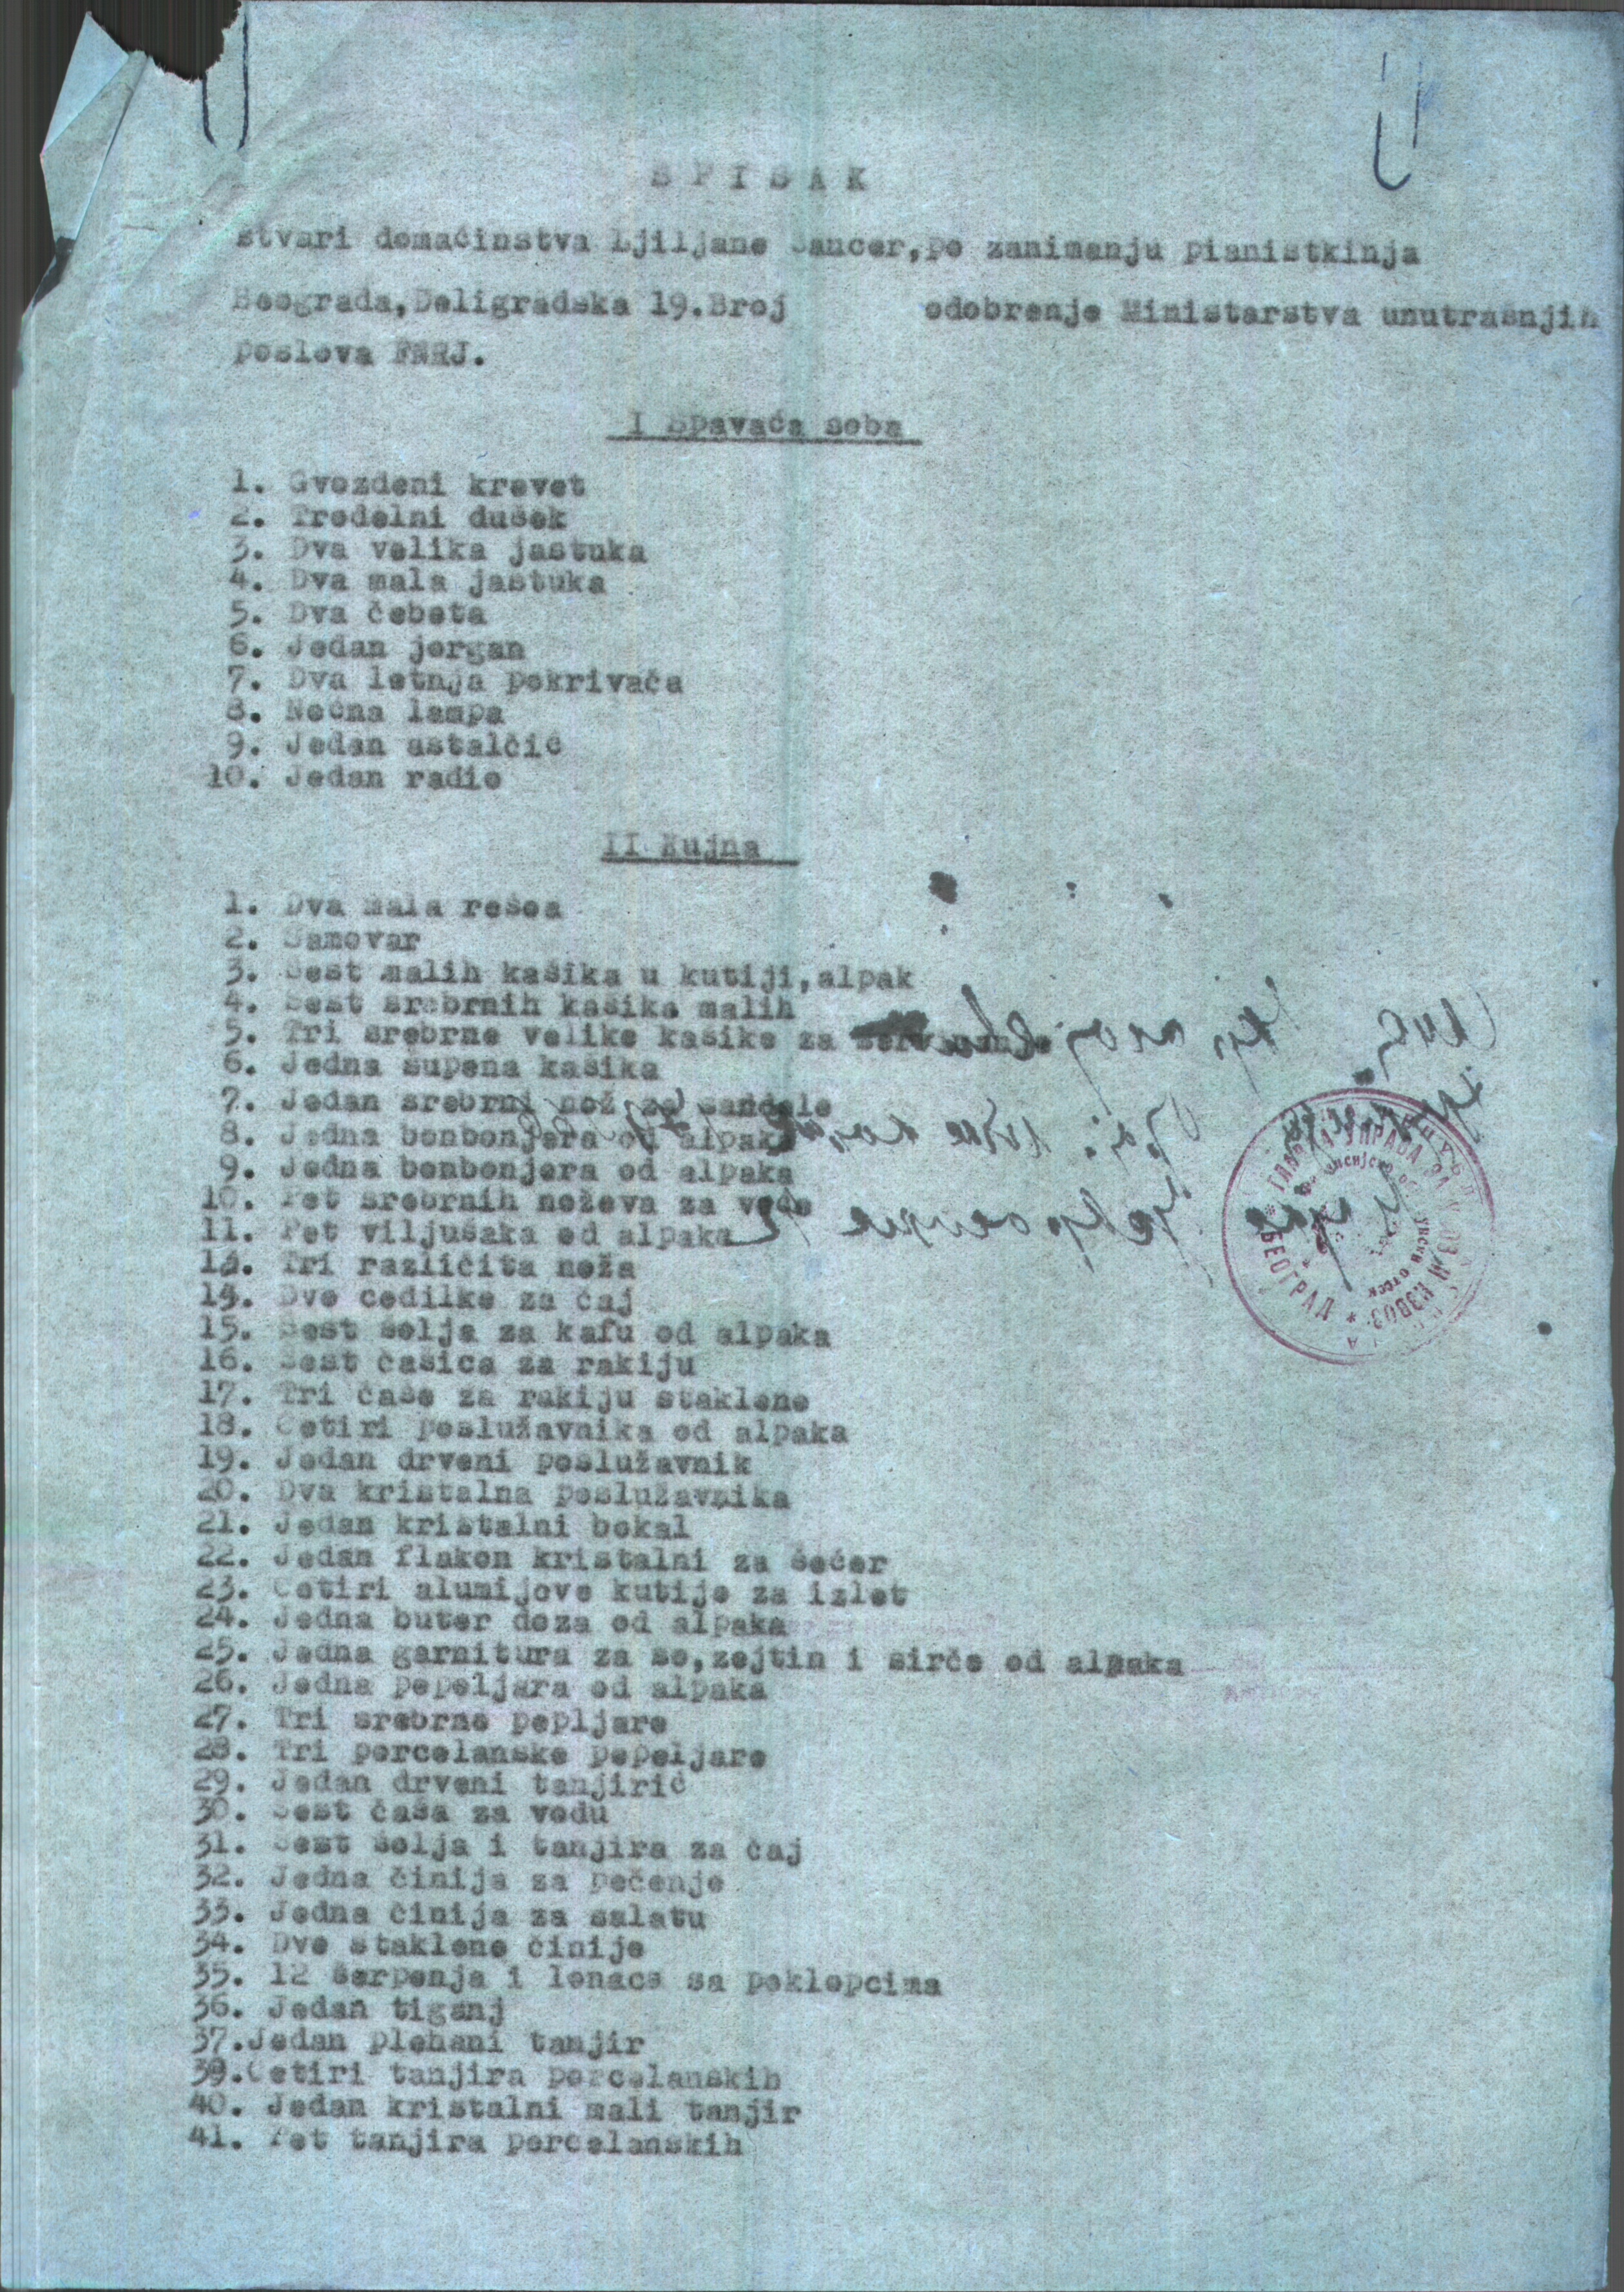 S P I S A K
stvari domaćinstva Ljiljane Sancer,po zanimanju pianistkinja
Beograda,Deligradska 19.Broj odobrenje Ministarstva unutrašnjih
poslova FNRJ.
I Spavaća soba
1. Gvozdeni krevet
2. Trodelni dušek
3. Dva velika jastuka
4. Dva mala jastuka
5. Dva ćebeta
6. Jedan jorgan
7. Dva letnja pokrivača
8. Noćna lampa
9. Jedan astalčić
10. Jedan radio
II Kujna
1. Dva mala rešoa
2. Samovar
3. Šest malih kašika u kutiji,alpak
4. Šest srebrnih kašika malih
5. Tri srebrne velike kašike za
6. Jedna supena kašika
7. Jedan srebrni nož za
8. Jedna bonbonjera od alpaka
9. Jedna bonbonjera od alpaka
10. Pet srebrnih noževa za voće
11. Pet viljušaka od alpaka
13. Tri različita noža
14. Dve cedilke za čaj
15. Šest šolja za kafu od alpaka
16. Šest čašica za rakiju
17. Tri čaše za rakiju staklene
18. Četiri poslužavnika od alpaka
19. Jedan drveni poslužavnik
20. Dva kristalna poslužavnika
21. Jedan kristalni bokal
22. Jedan flakon kristalni za šećer
23. Četiri alumijove kutije za izlet
24. Jedna buter doza od alpaka
25. Jedna garnitura za so,zejtin i sirće od alpaka
26. Jedna pepeljara od alpaka
27. Tri srebrne pepljare
28. Tri porcelanske pepeljare
29. Jedan drveni tanjirić
30. Šest čaša za vodu
31. Šest šolja i tanjira za čaj
32. Jedna činija za pečenje
33. Jedna činija za salatu
34. Dve staklene činije
35. 12 šerpenja i lonaca sa poklopcima
36. Jedan tiganj
37.Jedan plehani tanjir
39.Četiri tanjira porcelanskih
40. Jedan kristalni mali tanjir
41. Pet tanjira porcelanskih
ГЛАВНА УПРАВА ЗА УВОЗ И ИЗВОЗ
БЕОГРАД